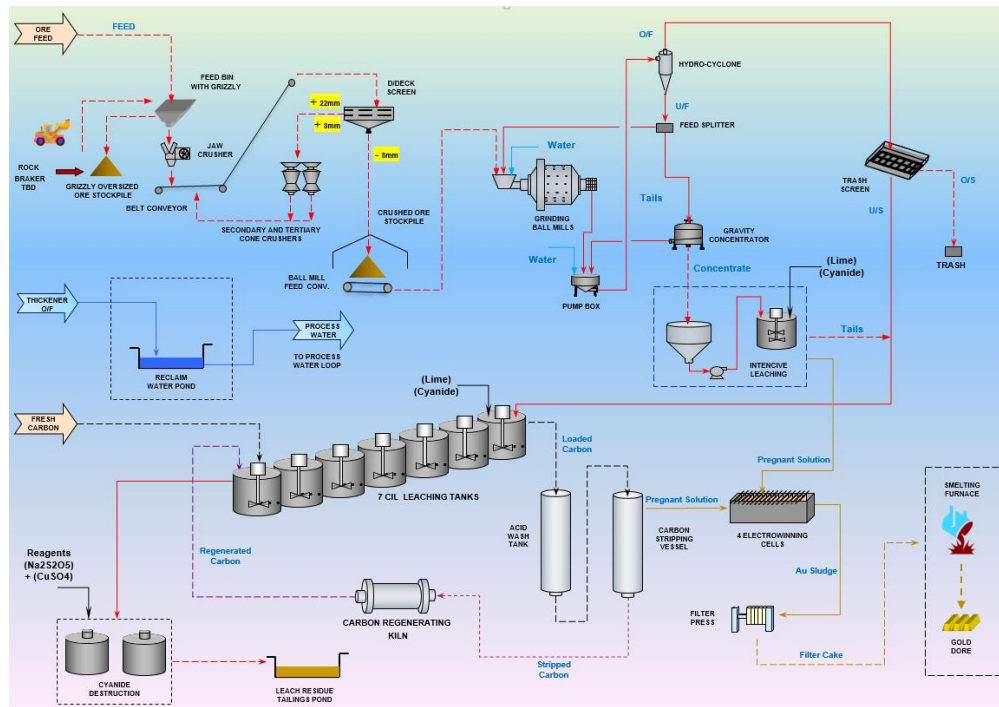 ORE
FEED
FEED
FEED BIN
WITH GRIZZLY
JAW
CRUSHER
ROCK
BRAKER
TBD
GRIZZLY OVERSIZED
ORE STOCKPILE
BELT CONVEYOR
+ 22mm
+ 8mm
- 8mm
D/DECK
SCREEN
SECONDARY AND TERTIARY
CONE CRUSHERS
CRUSHED ORE
STOCKPILE
BALL MILL
FEED CONV.
O/F
HYDRO-CYCLONE
U/F
FEED SPLITTER
Water
GRINDING
BALL MILLS
Tails
GRAVITY
CONCENTRATOR
Water
PUMP BOX
Concentrate
(Lime)
(Cyanide)
INTENCIVE
LEACHING
Tails
TRASH
SCREEN
O/S
U/S
TRASH
THICKENER
O/F
RECLAIM
WATER POND
PROCESS
WATER
TO PROCESS
WATER LOOP
FRESH
CARBON
(Lime)
(Cyanide)
7 CIL LEACHING TANKS
Loaded
Carbon
ACID
WASH
TANK
Pregnant Solution
CARBON
STRIPPING
VESSEL
Pregnant Solution
4 ELECTROWINNING
CELLS
Au Sludge
FILTER
PRESS
Filter Cake
SMELTING
FURNACE
GOLD
DORE
Regenerated
Carbon
CARBON REGENERATING
KILN
Stripped
Carbon
Reagents
(Na2S2O5)
+ (CuSO4)
CYANIDE
DESTRUCTION
LEACH RESIDUE
TAILINGS POND